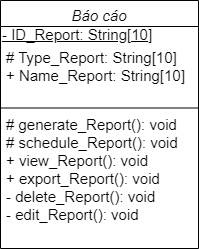 Báo cáo
- ID_Report: String[10]
# Type_Report: String[10]
+ Name_Report: String[10]
# generate_Report(): void
# schedule_Report(): void
+ view_Report(): void
+ export_Report(): void
- delete_Report(): void
- edit_Report(): void